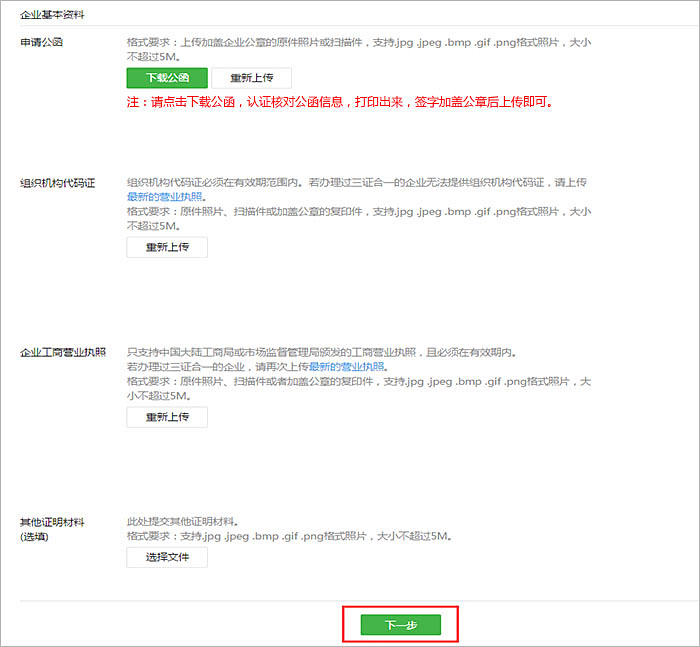 企业基本资料
申请公函
格式要求：上传加盖企业公章的原件照片或扫描件，支持.jpg .jpeg .bmp .gif .png格式照片，大小
不超过5M。
下载公函
重新上传
注：请点击下载公函，认证核对公函信息，打印出来，签字加盖公章后上传即可。
组织机构代码证
组织机构代码证必须在有效期范围内。若办理过三证合一的企业无法提供组织机构代码证，请上传
最新的营业执照。
格式要求：原件照片、扫描件或加盖公章的复印件，支持.jpg .jpeg .bmp .gif .png格式照片，大小
不超过5M。
重新上传
企业工商营业执照
只支持中国大陆工商局或市场监督管理局颁发的工商营业执照，且必须在有效期内。
若办理过三证合一的企业，请再次上传最新的营业执照。
格式要求：原件照片、扫描件或者加盖公章的复印件，支持.jpg .jpeg .bmp .gif .png格式照片，大
小不超过5M。
重新上传
其他证明材料
(选填)
此处提交其他证明材料。
格式要求：支持.jpg .jpeg .bmp .gif .png格式照片，大小不超过5M。
选择文件
下一步